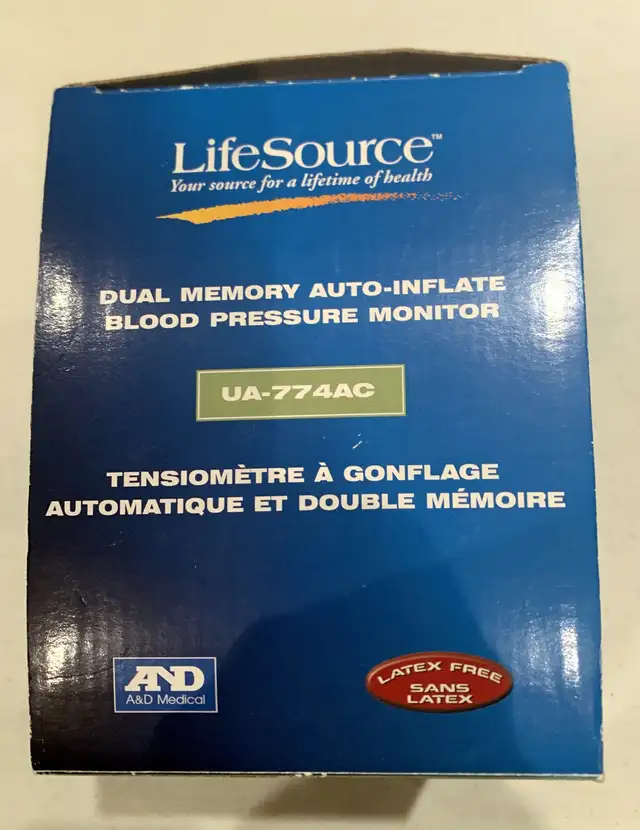 LifeSource™
Your source for a lifetime of health
DUAL MEMORY AUTO-INFLATE
BLOOD PRESSURE MONITOR
UA-774AC
TENSIOMÈTRE À GONFLAGE
AUTOMATIQUE ET DOUBLE MÉMOIRE
AND
A&D Medical
LATEX FREE
SANS
LATEX